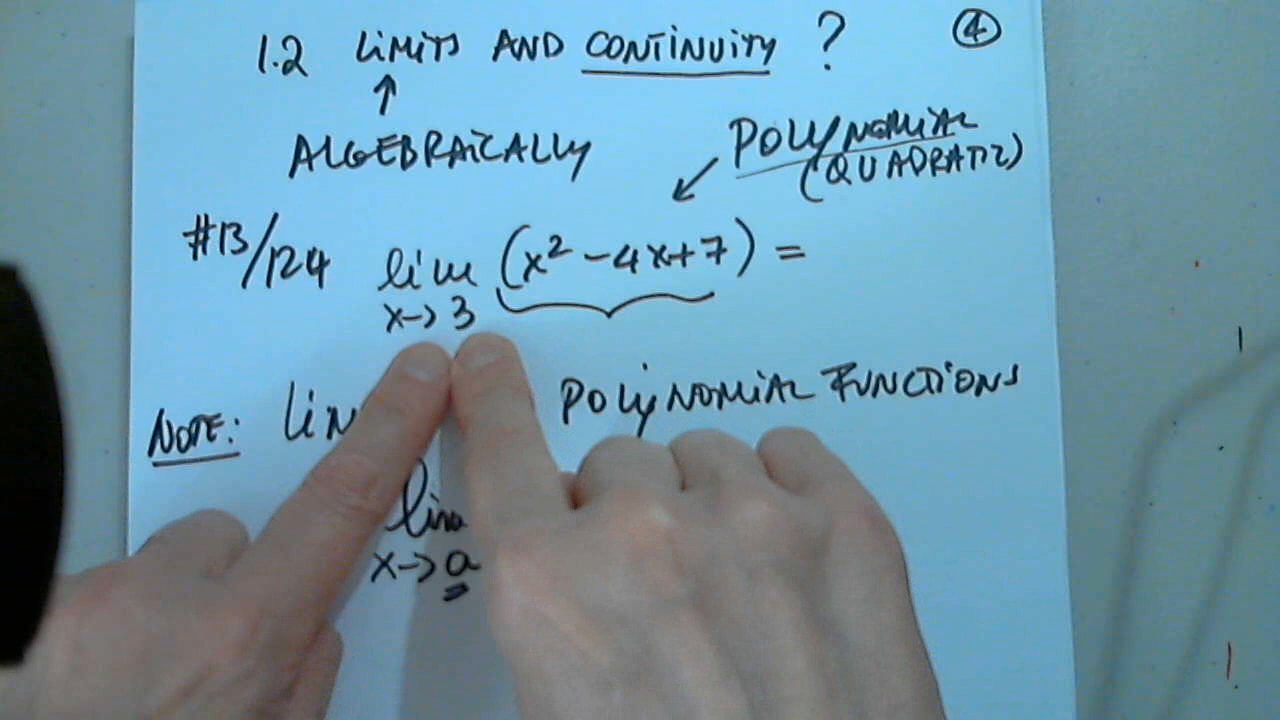 1.2 LiMiTS AND CONTiNUiTY ? 4
ALGEBRAiCALLY
POLYNOMiAL
(QUADRATIC)
#13/124 lim (x² - 4x + 7) =
x → 3
NOTE: POLYNOMiAL FUNCTiONS
lim
x → a